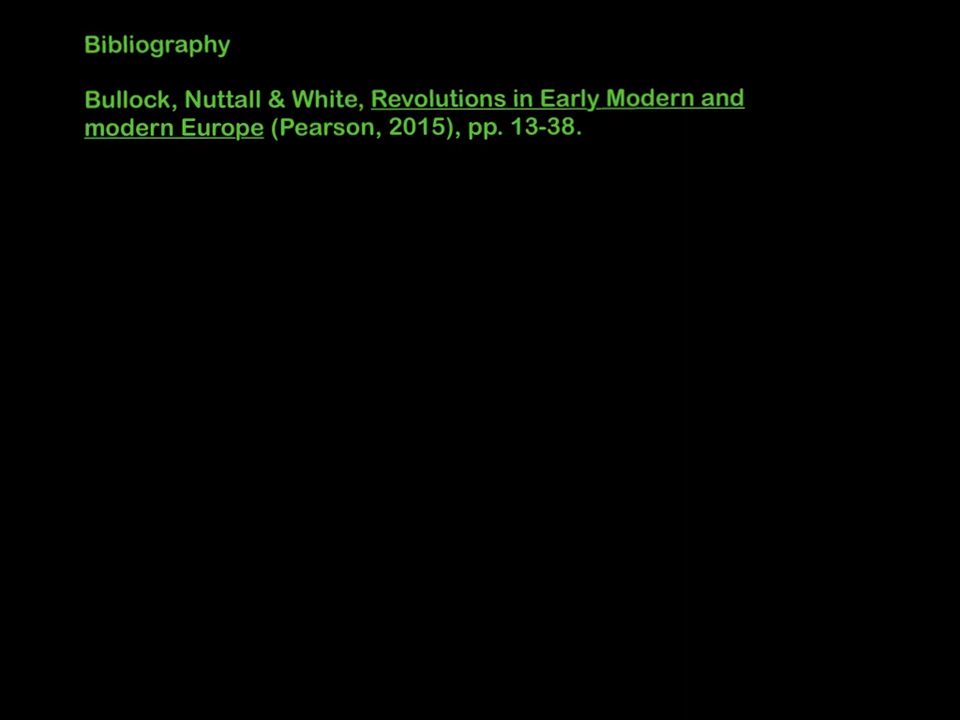 Bibliography
Bullock, Nuttall & White, Revolutions in Early Modern and
modern Europe (Pearson, 2015), pp. 13-38.